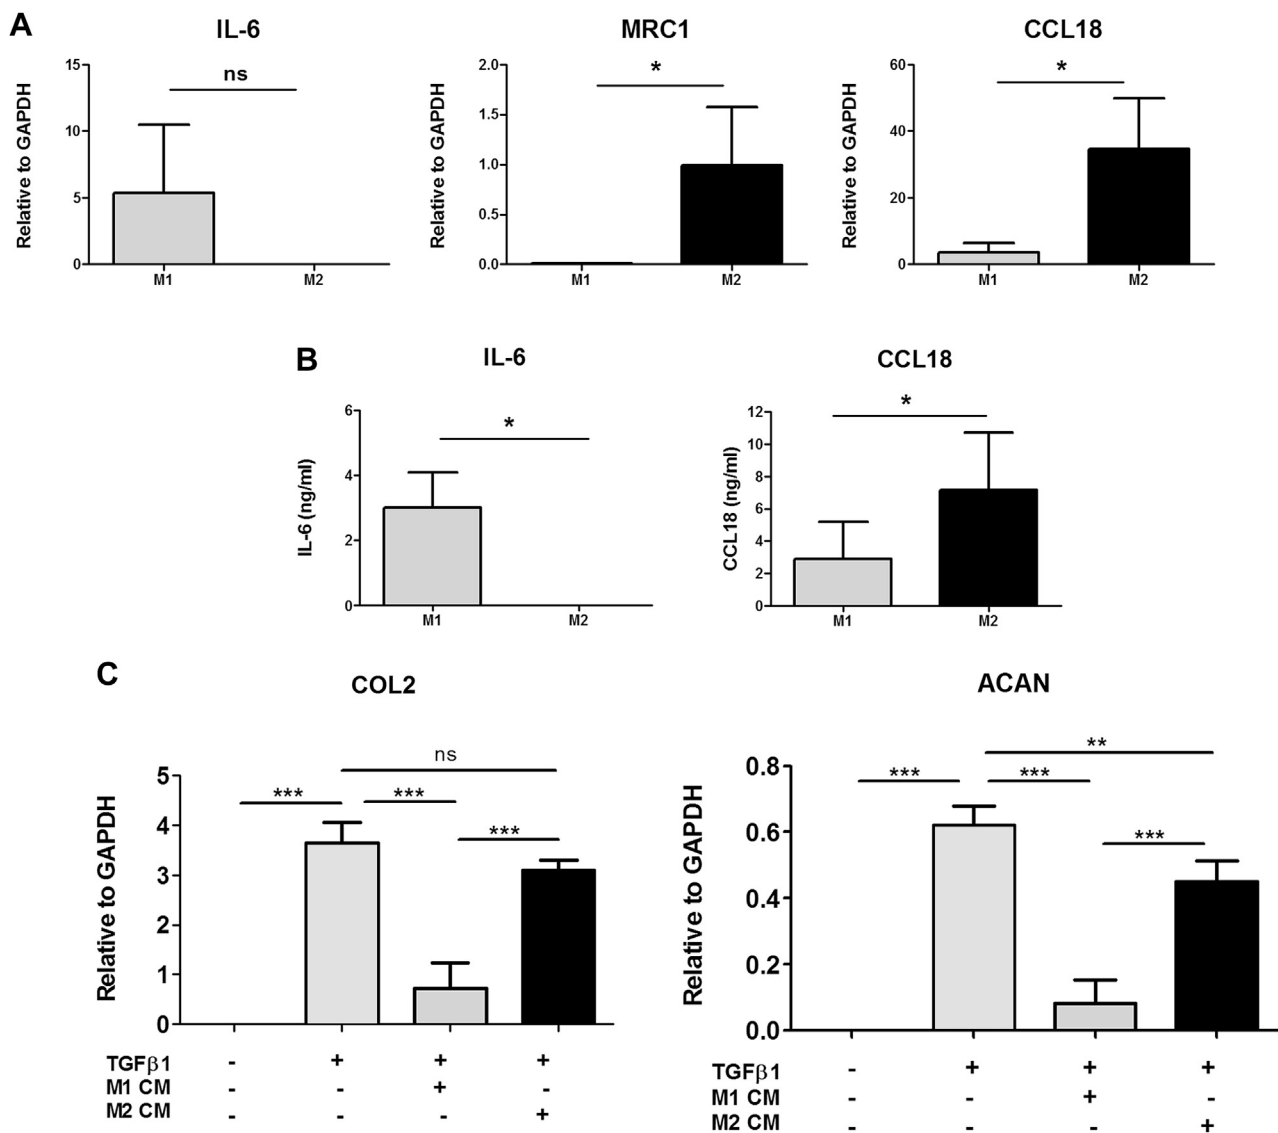 A
IL-6
MRC1
CCL18
Relative to GAPDH
15
10
5
0
ns
M1
M2
Relative to GAPDH
2.0
1.5
1.0
0.5
0.0
*
M1
M2
Relative to GAPDH
60
40
20
0
*
M1
M2
B
IL-6
CCL18
IL-6 (ng/ml)
6
4
2
0
*
M1
M2
CCL18 (ng/ml)
12
10
8
6
4
2
0
*
M1
M2
C
COL2
ACAN
Relative to GAPDH
5
4
3
2
1
0
ns
*** *** ***
TGFβ1 - + + +
M1 CM - - + -
M2 CM - - - +
Relative to GAPDH
0.8
0.6
0.4
0.2
0.0
**
*** *** ***
TGFβ1 - + + +
M1 CM - - + -
M2 CM - - - +